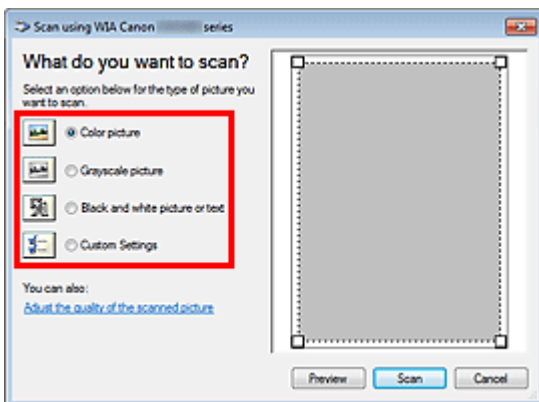 Scan using WIA Canon series
What do you want to scan?
Select an option below for the type of picture you
want to scan.
Color picture
Grayscale picture
Black and white picture or text
Custom Settings
You can also:
Adjust the quality of the scanned picture
Preview Scan Cancel